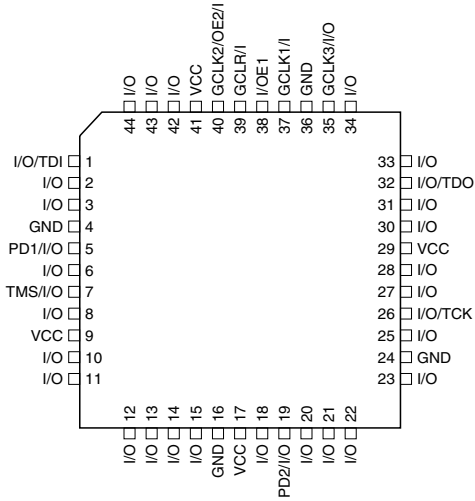 I/O
I/O
I/O
VCC
GCLK2/OE2/I
GCLR/I
I/OE1
GCLK1/I
GND
GCLK3/I/O
I/O
44
43
42
41
40
39
38
37
36
35
34
I/O/TDI 1
I/O 2
I/O 3
GND 4
PD1/I/O 5
I/O 6
TMS/I/O 7
I/O 8
VCC 9
I/O 10
I/O 11
33 I/O
32 I/O/TDO
31 I/O
30 I/O
29 VCC
28 I/O
27 I/O
26 I/O/TCK
25 I/O
24 GND
23 I/O
12
13
14
15
16
17
18
19
20
21
22
I/O
I/O
I/O
I/O
GND
VCC
I/O
PD2/I/O
I/O
I/O
I/O